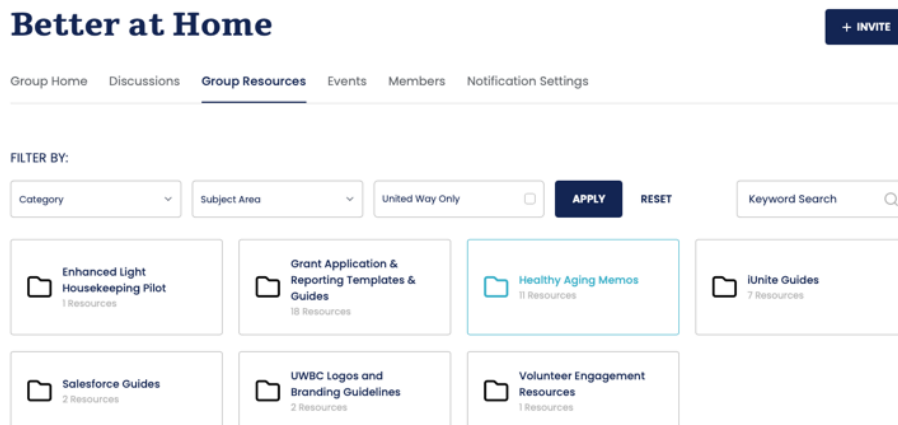 Better at Home
+ INVITE
Group Home Discussions Group Resources Events Members Notification Settings
FILTER BY:
Category
Subject Area
United Way Only
APPLY
RESET
Keyword Search
Enhanced Light
Housekeeping Pilot
1 Resources
Grant Application &
Reporting Templates &
Guides
18 Resources
Healthy Aging Memos
11 Resources
iUnite Guides
7 Resources
Salesforce Guides
2 Resources
UWBC Logos and
Branding Guidelines
2 Resources
Volunteer Engagement
Resources
1 Resources